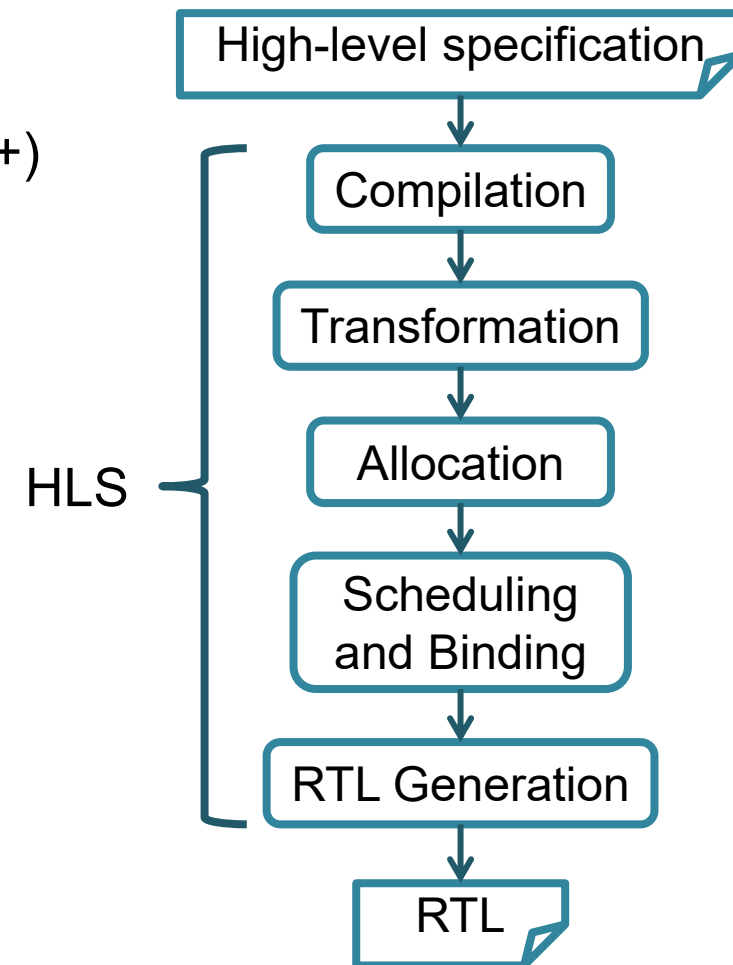 High-level specification
+)
Compilation
Transformation
Allocation
HLS
Scheduling
and Binding
RTL Generation
RTL